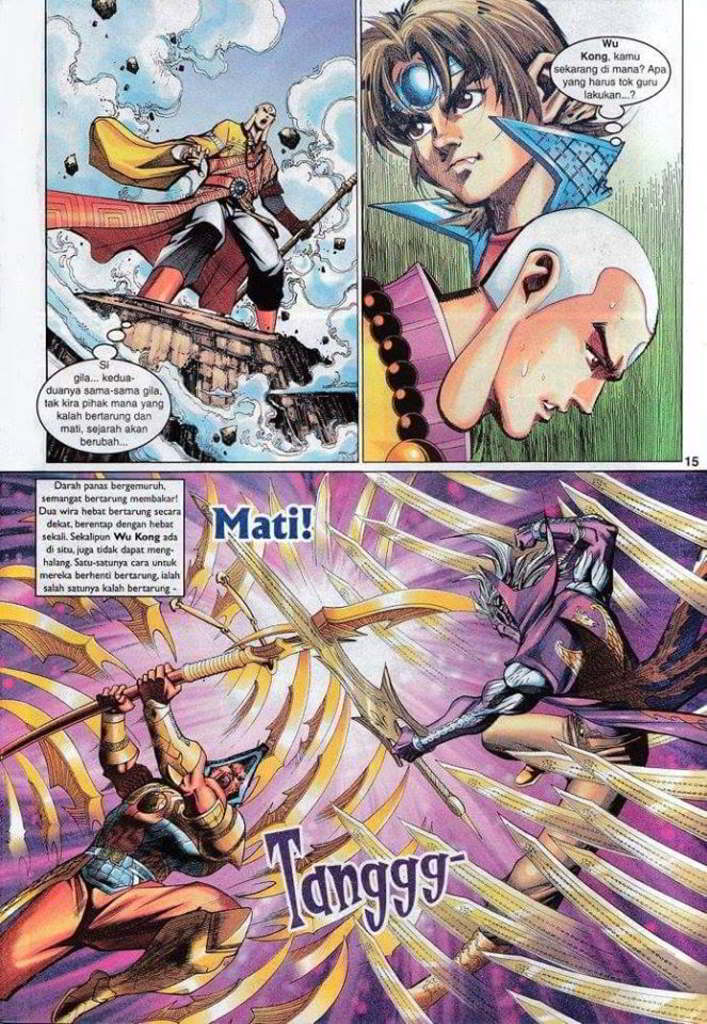 Si
gila... kedua-
duanya sama-sama gila,
tak kira pihak mana yang
kalah bertarung dan
mati, sejarah akan
berubah...
Wu
Kong, kamu
sekarang di mana? Apa
yang harus tok guru
lakukan...?
15
Darah panas bergemuruh,
semangat bertarung membakar!
Dua wira hebat bertarung secara
dekat, berentap dengan hebat
sekali. Sekalipun Wu Kong ada
di situ, juga tidak dapat meng-
halang. Satu-satunya cara untuk
mereka berhenti bertarung, ialah
salah satunya kalah bertarung -
Mati!
Tanggg-